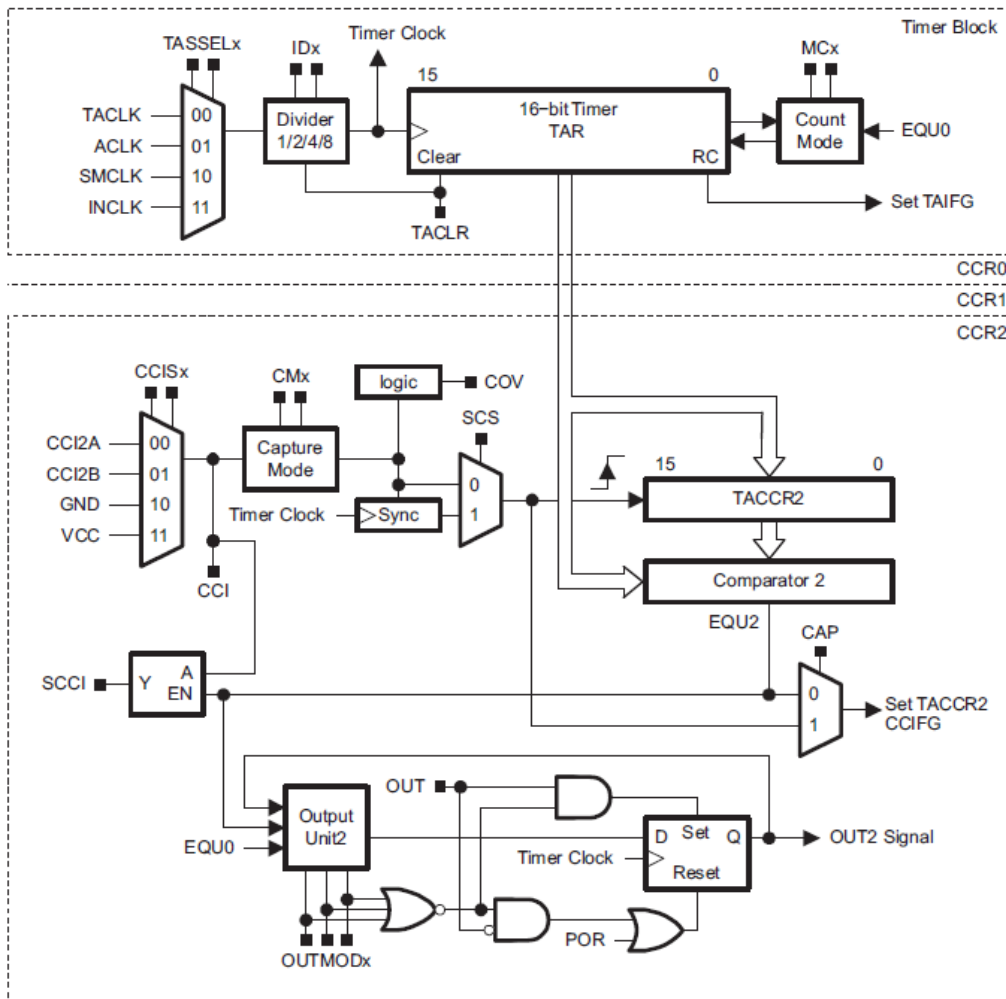 Timer Block
Timer Clock
TASSELx
IDx
MCx
15
0
TACLK
00
ACLK
01
SMCLK
10
INCLK
11
Divider
1/2/4/8
16-bit Timer
TAR
Clear
RC
Count
Mode
EQU0
Set TAIFG
TACLR
CCR0
CCR1
CCR2
CCISx
CMx
logic
COV
SCS
CCI2A
00
CCI2B
01
GND
10
VCC
11
Capture
Mode
0
1
Timer Clock
Sync
15
0
TACCR2
Comparator 2
EQU2
CCI
CAP
SCCI
Y
A
EN
0
1
Set TACCR2
CCIFG
OUT
Output
Unit2
EQU0
D
Set
Q
Timer Clock
Reset
OUT2 Signal
POR
OUTMODx